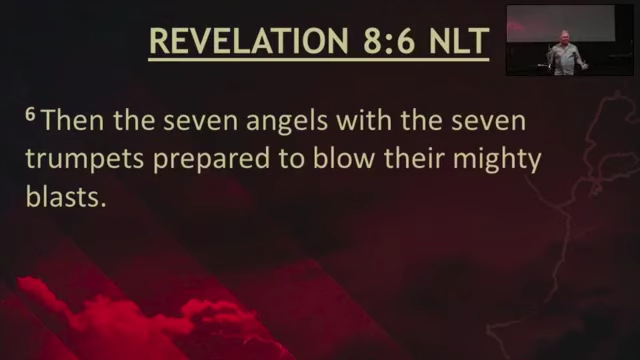 REVELATION 8:6 NLT
6 Then the seven angels with the seven
trumpets prepared to blow their mighty
blasts.